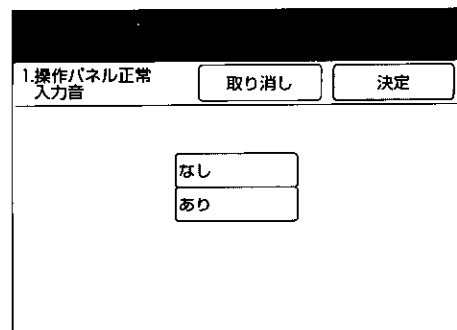 1.操作パネル正常
入力音
取り消し
決定
なし
あり